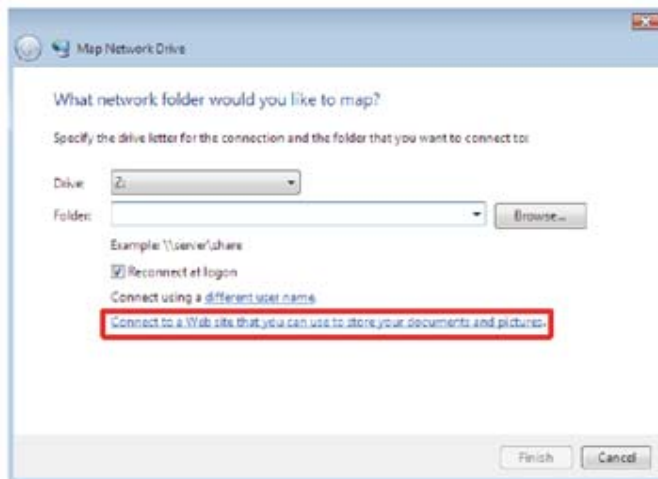 Map Network Drive
What network folder would you like to map?
Specify the drive letter for the connection and the folder that you want to connect to:
Drive: Z:
Folder: Browse...
Example: \\server\share
Reconnect at logon
Connect using a different user name.
Connect to a Web site that you can use to store your documents and pictures.
Finish Cancel